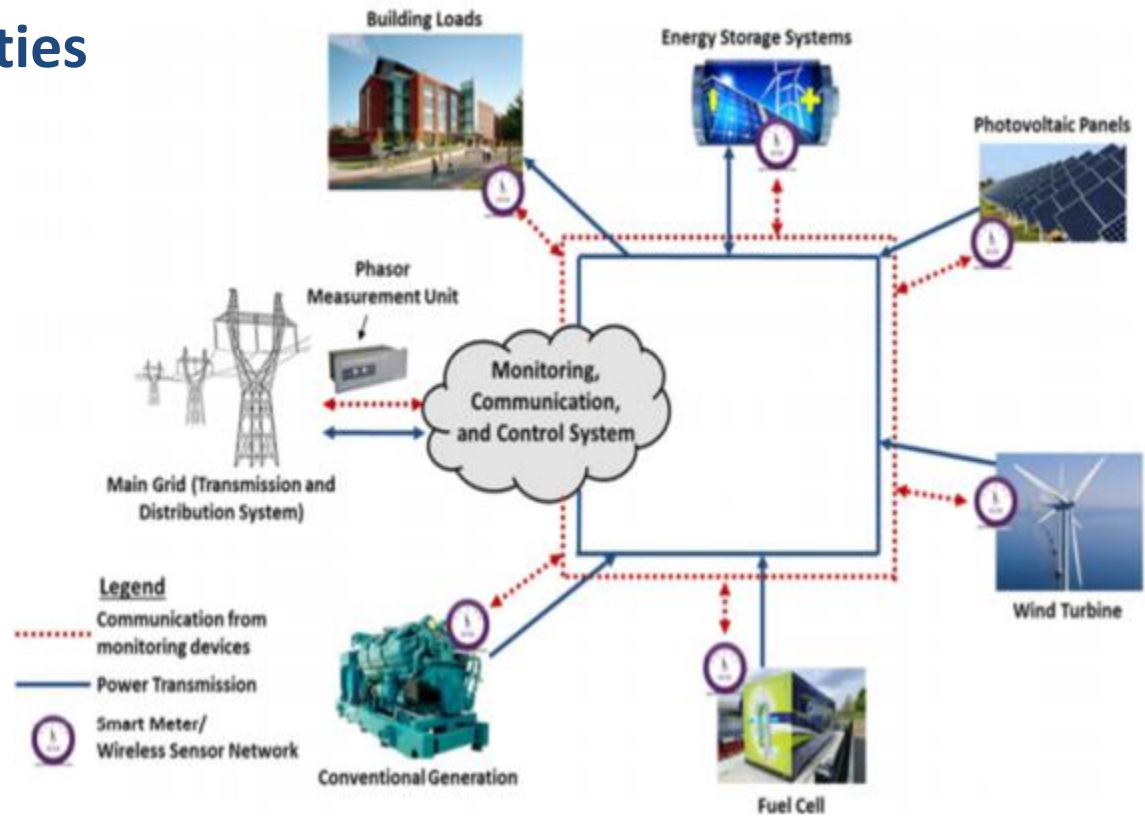 ties
Building Loads
Energy Storage Systems
Photovoltaic Panels
Phasor
Measurement Unit
Monitoring,
Communication,
and Control System
Main Grid (Transmission and
Distribution System)
Wind Turbine
Legend
Communication from
monitoring devices
Power Transmission
Smart Meter/
Wireless Sensor Network
Conventional Generation
Fuel Cell